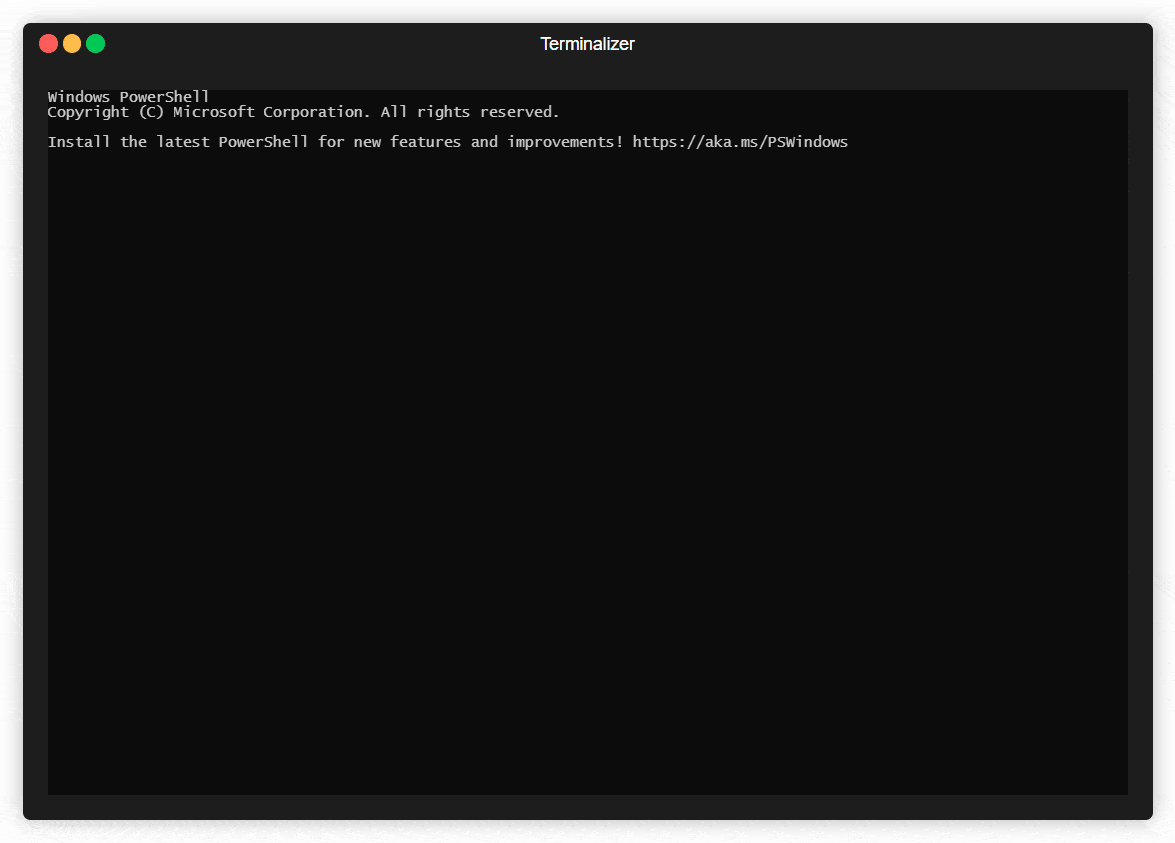 Terminalizer
Windows PowerShell
Copyright (C) Microsoft Corporation. All rights reserved.
Install the latest PowerShell for new features and improvements! https://aka.ms/PSWindows